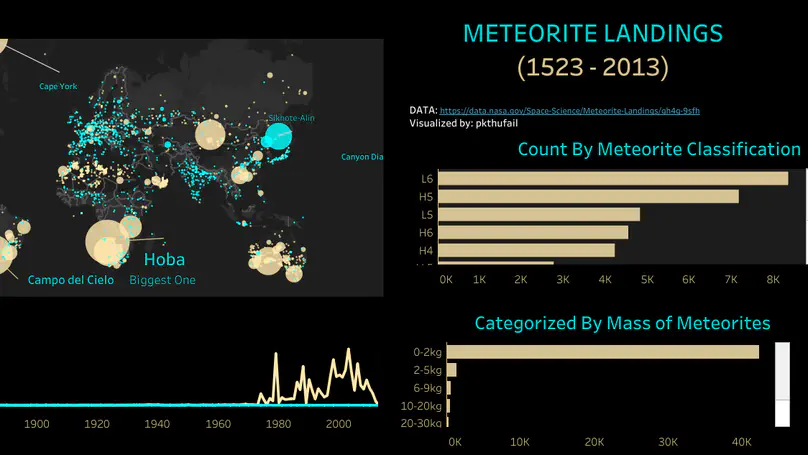 METEORITE LANDINGS
(1523 - 2013)
DATA: https://data.nasa.gov/Space-Science/Meteorite-Landings/gh4g-9sfh
Visualized by: pkthufail
Cape York
Siknote-Alin
Canyon Dia
Hoba
Campo del Cielo
Biggest One
Count By Meteorite Classification
L6
H5
L5
H6
H4
0K 1K 2K 3K 4K 5K 6K 7K 8K
Categorized By Mass of Meteorites
0-2kg
2-5kg
6-9kg
10-20kg
20-30kg
0K 10K 20K 30K 40K
1900 1920 1940 1960 1980 2000